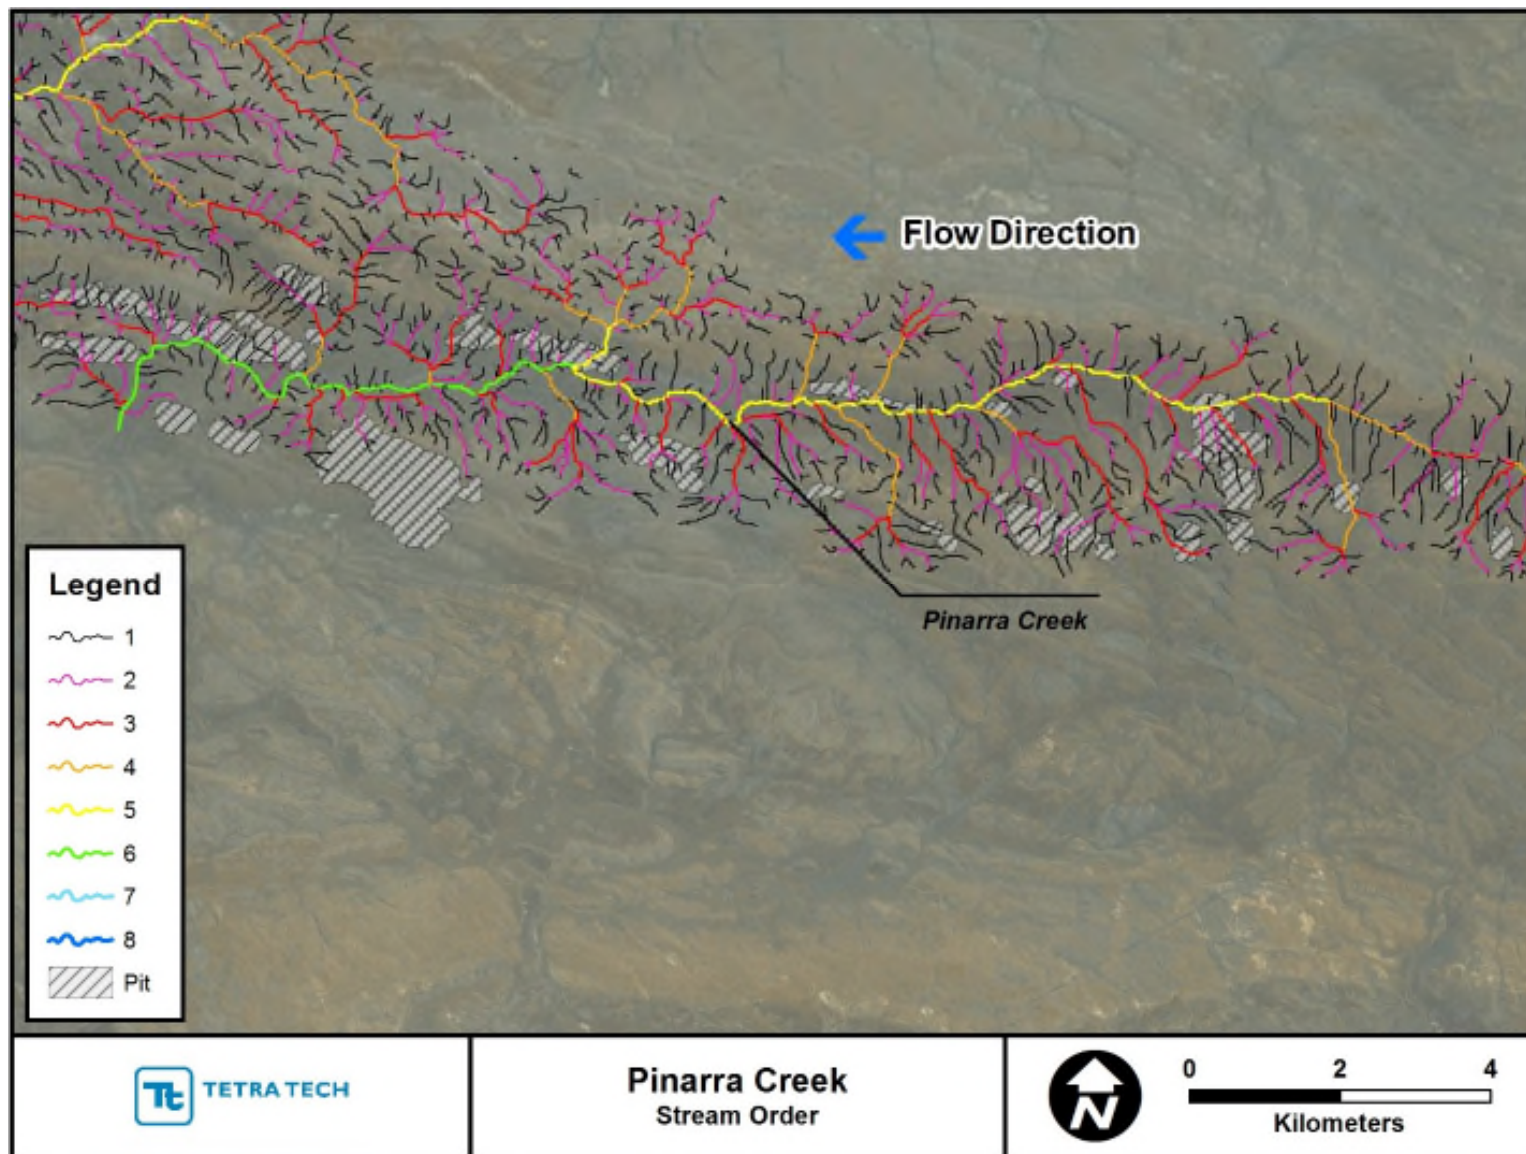 Flow Direction
Pinarra Creek
Legend
1
2
3
4
5
6
7
8
Pit
Tt TETRA TECH
Pinarra Creek
Stream Order
N
0 2 4
Kilometers